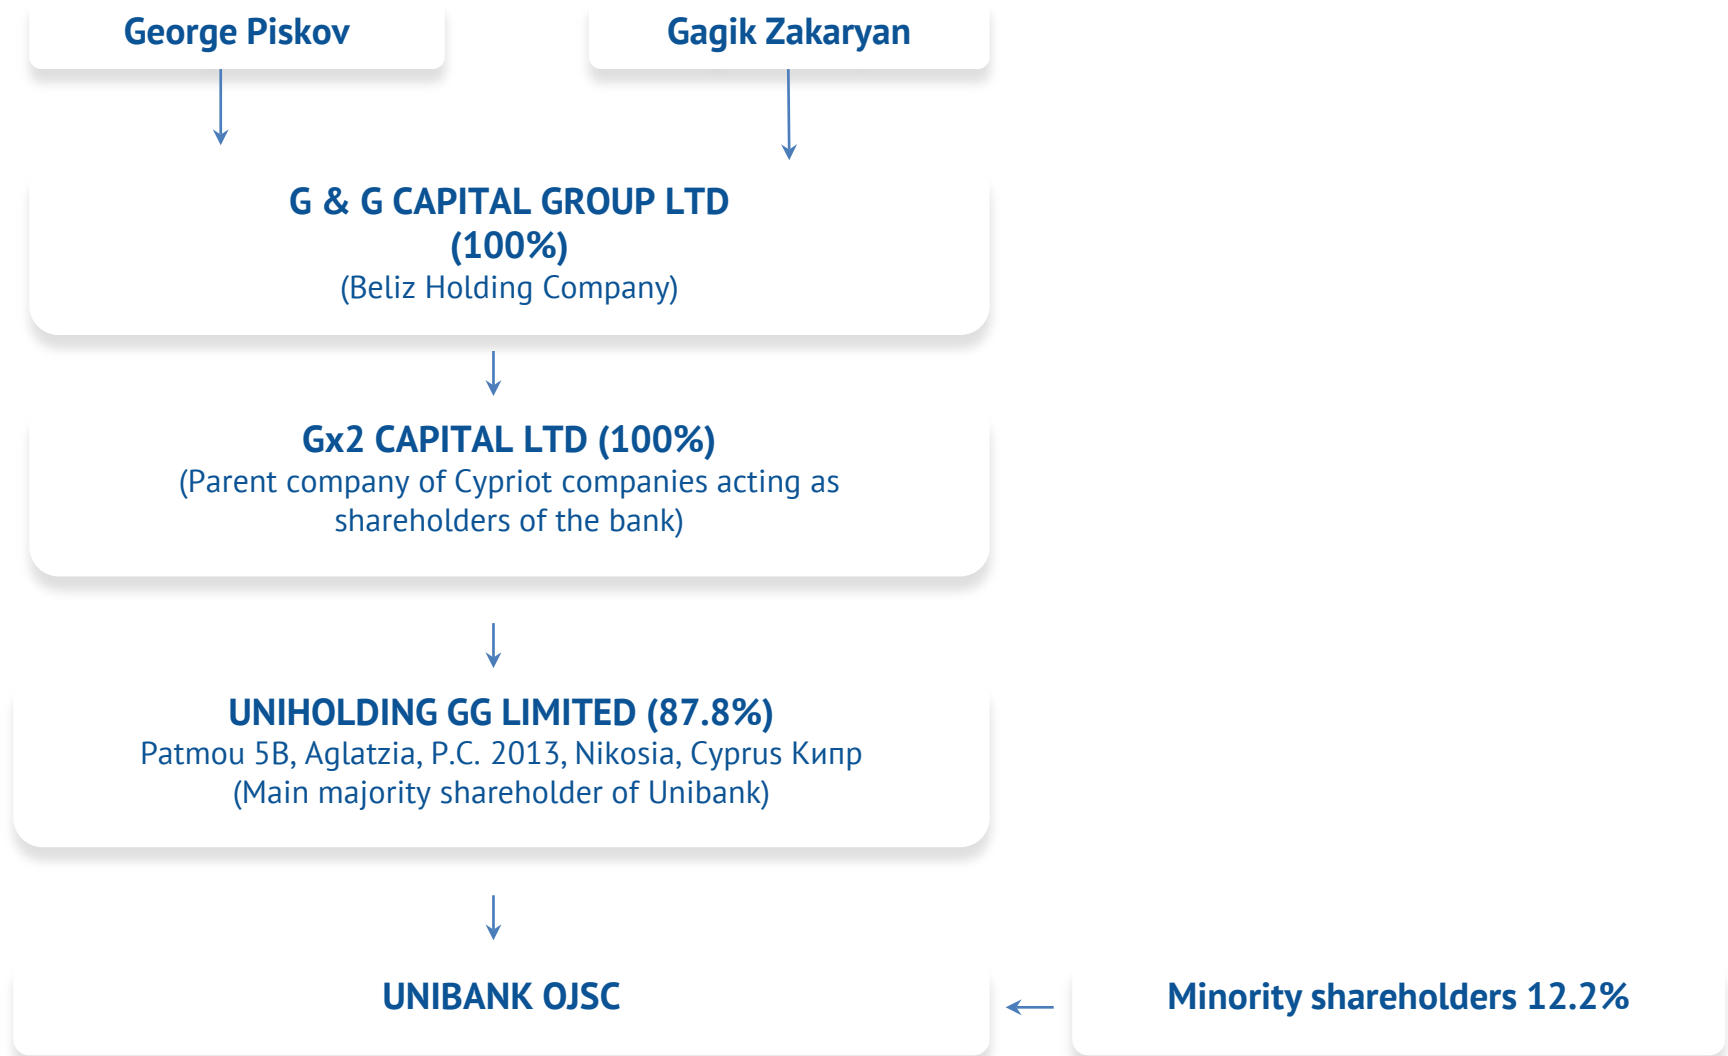 George Piskov
Gagik Zakaryan
G & G CAPITAL GROUP LTD
(100%)
(Beliz Holding Company)
Gx2 CAPITAL LTD (100%)
(Parent company of Cypriot companies acting as
shareholders of the bank)
UNIHOLDING GG LIMITED (87.8%)
Patmou 5B, Aglatzia, P.C. 2013, Nikosia, Cyprus Кипр
(Main majority shareholder of Unibank)
UNIBANK OJSC
Minority shareholders 12.2%